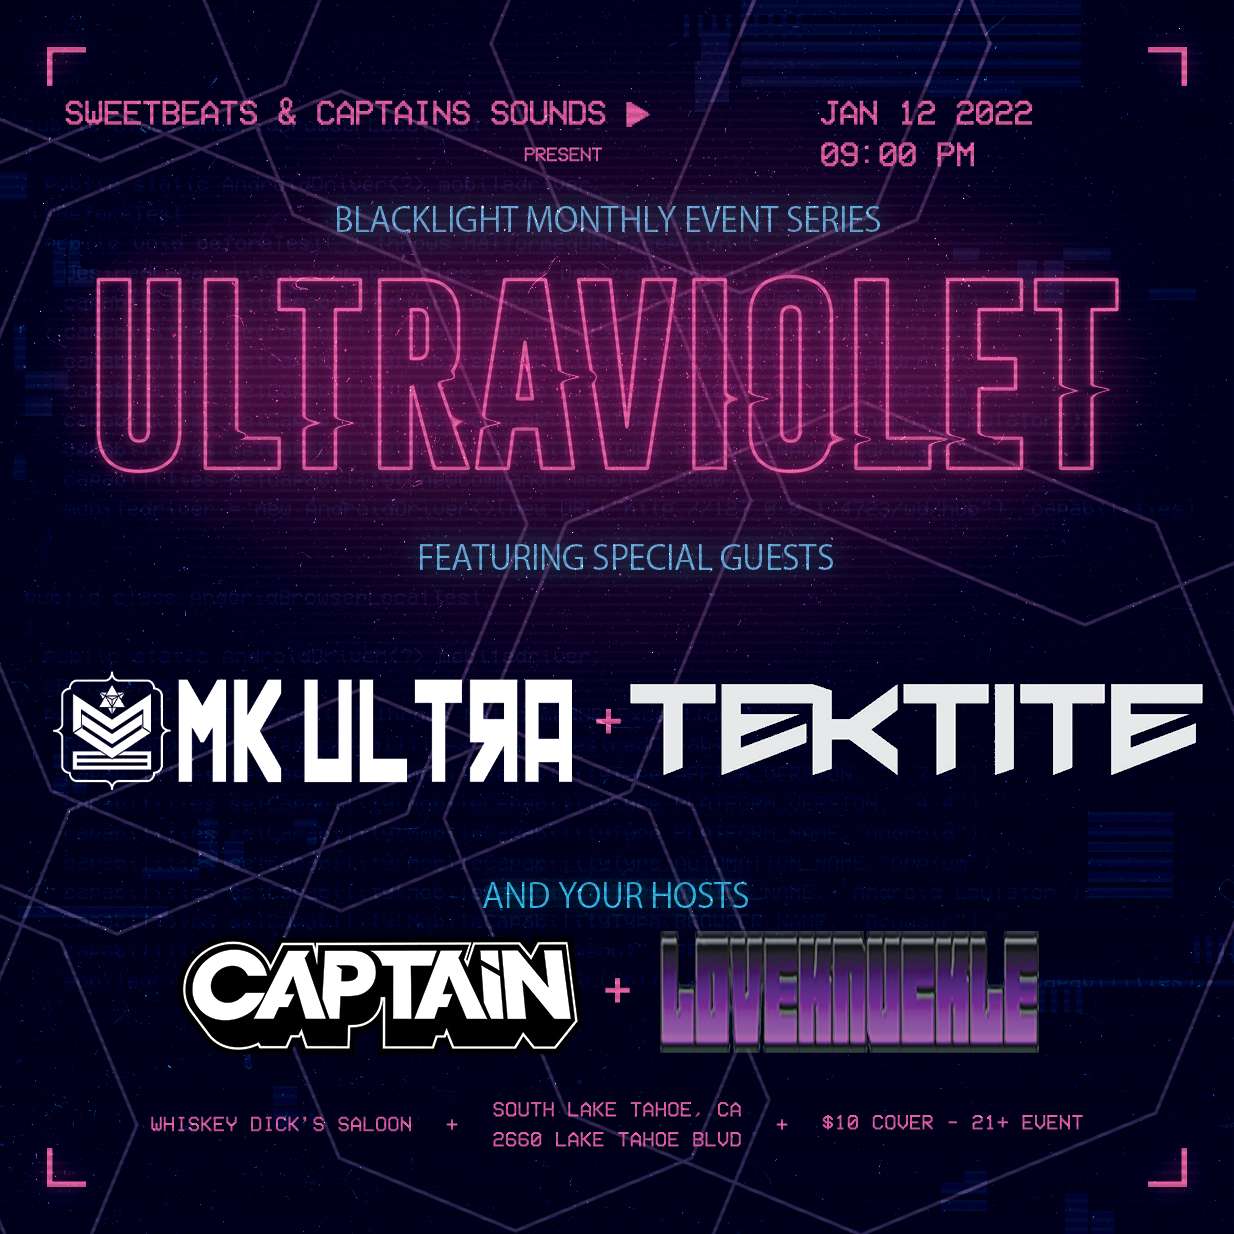 SWEETBEATS & CAPTAINS SOUNDS
PRESENT
JAN 12 2022
09:00 PM
BLACKLIGHT MONTHLY EVENT SERIES
ULTRAVIOLET
FEATURING SPECIAL GUESTS
MK ULTRA + TEKTITE
AND YOUR HOSTS
CAPTAIN + LOVEKNUCKLE
WHISKEY DICK'S SALOON +
SOUTH LAKE TAHOE, CA
2660 LAKE TAHOE BLVD
+ $10 COVER - 21+ EVENT